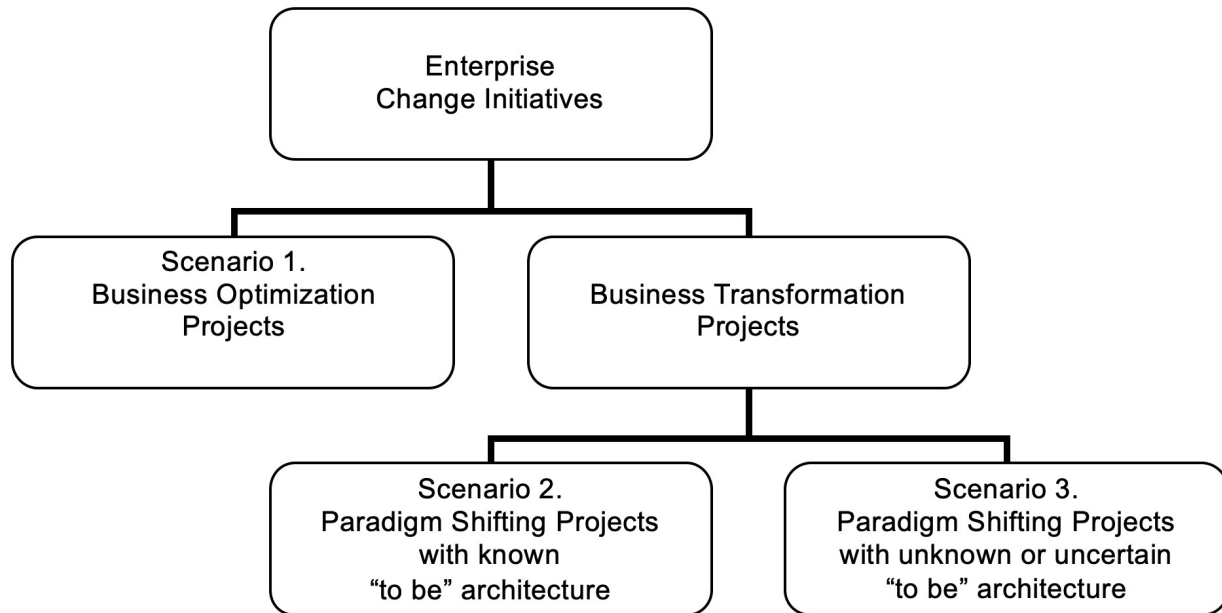 Enterprise
Change Initiatives
Scenario 1.
Business Optimization
Projects
Business Transformation
Projects
Scenario 2.
Paradigm Shifting Projects
with known
“to be” architecture
Scenario 3.
Paradigm Shifting Projects
with unknown or uncertain
“to be” architecture